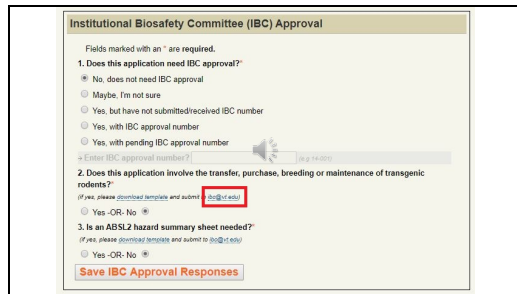 Institutional Biosafety Committee (IBC) Approval
Fields marked with an * are required.
1. Does this application need IBC approval?*
No, does not need IBC approval
Maybe, I'm not sure
Yes, but have not submitted/received IBC number
Yes, with IBC approval number
Yes, with pending IBC approval number
→ Enter IBC approval number? (e.g 14-001)
2. Does this application involve the transfer, purchase, breeding or maintenance of transgenic
rodents?*
(if yes, please download template and submit to ibc@vt.edu)
Yes -OR- No
3. Is an ABSL2 hazard summary sheet needed?*
(if yes, please download template and submit to ibc@vt.edu)
Yes -OR- No
Save IBC Approval Responses